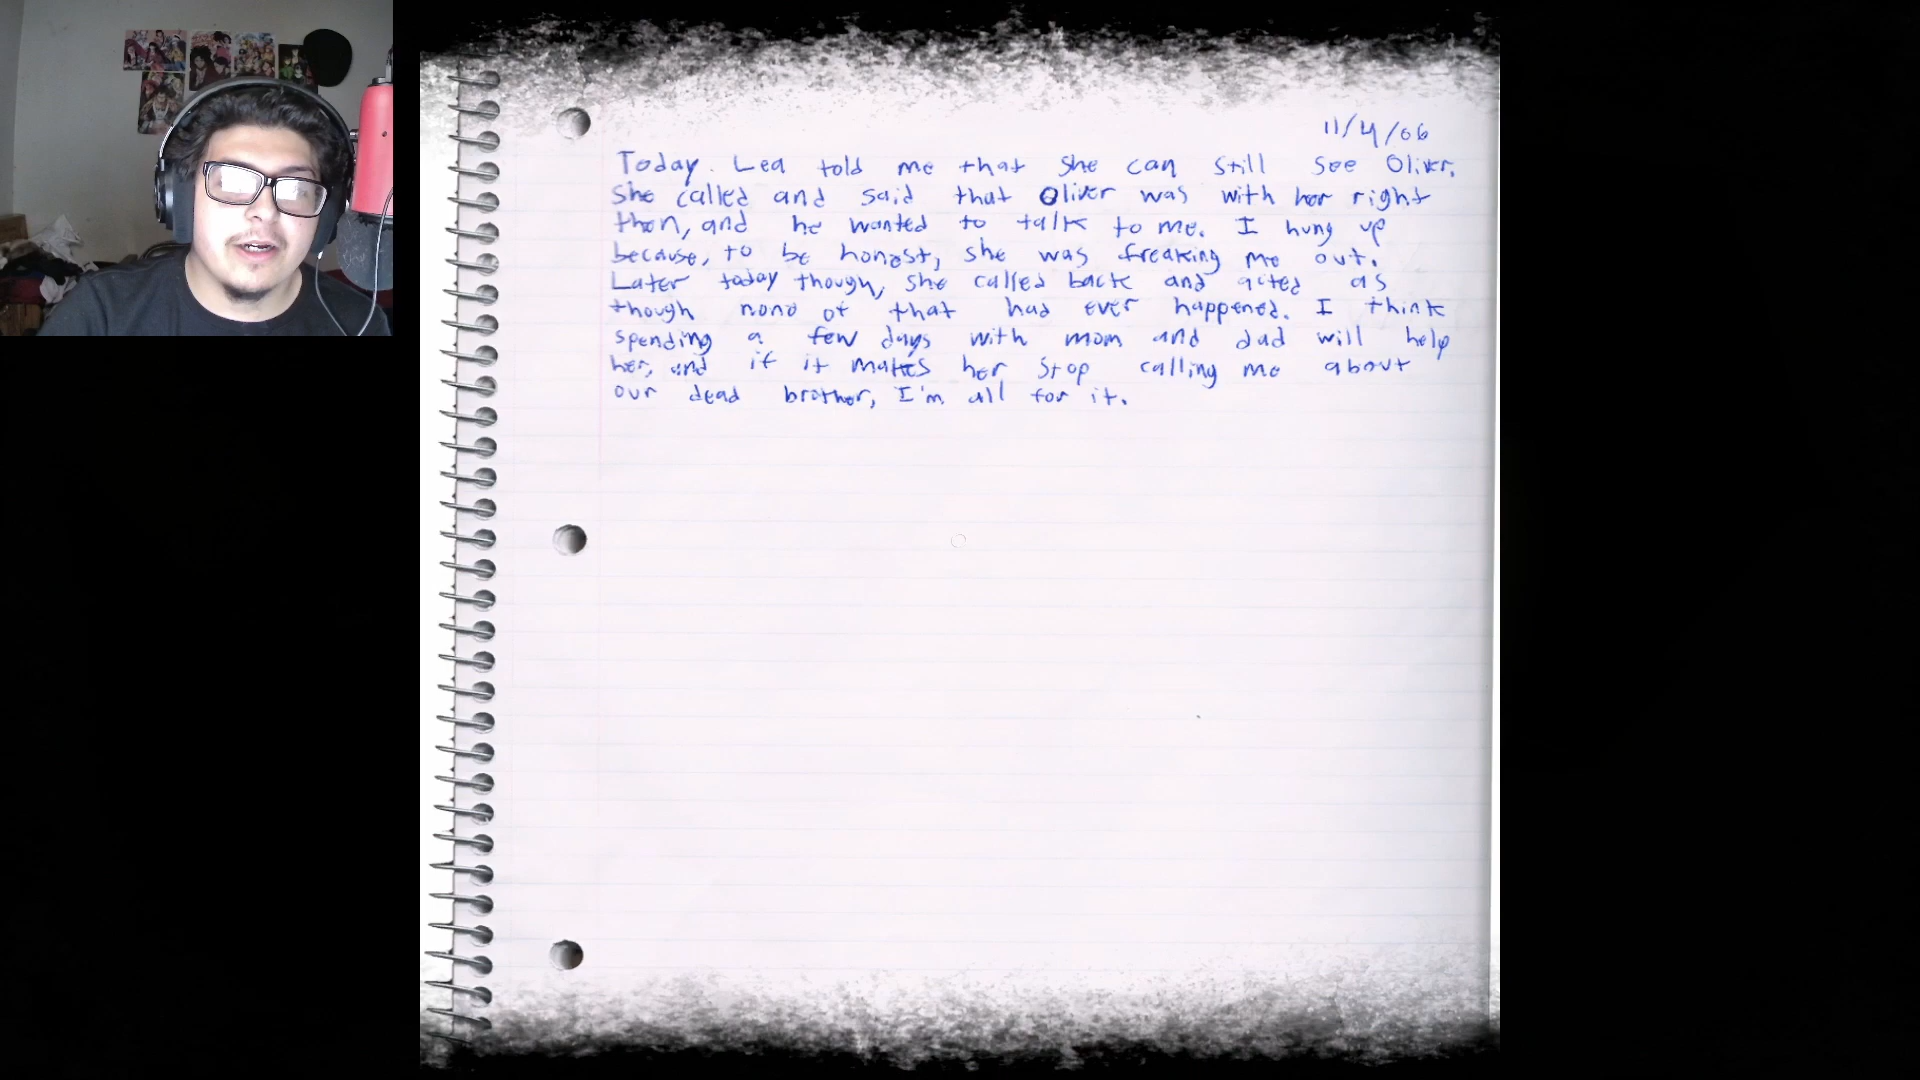 11/4/06
Today. Lea told me that she can still see Oliver.
She called and said that Oliver was with her right
then, and he wanted to talk to me. I hung up
because, to be honest, she was freaking me out.
Later today though, she called back and acted as
though none of that had ever happened. I think
spending a few days with mom and dad will help
her, and if it makes her stop calling me about
our dead brother, I'm all for it.